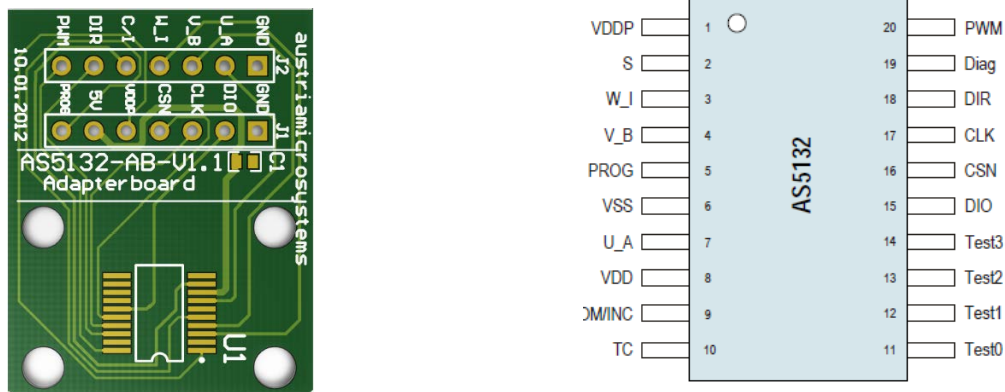 PWM DIR C/I W_I V_B U_A GND
J2
PROG 5V VDDP CSN CLK DIO GND
J1
10.01.2012
austriamicrosystems
AS5132-AB-V1.1 C1
Adapterboard
U1
VDDP 1 20 PWM
S 2 19 Diag
W_I 3 18 DIR
V_B 4 17 CLK
PROG 5 16 CSN
VSS 6 15 DIO
U_A 7 14 Test3
VDD 8 13 Test2
OM/INC 9 12 Test1
TC 10 11 Test0
AS5132